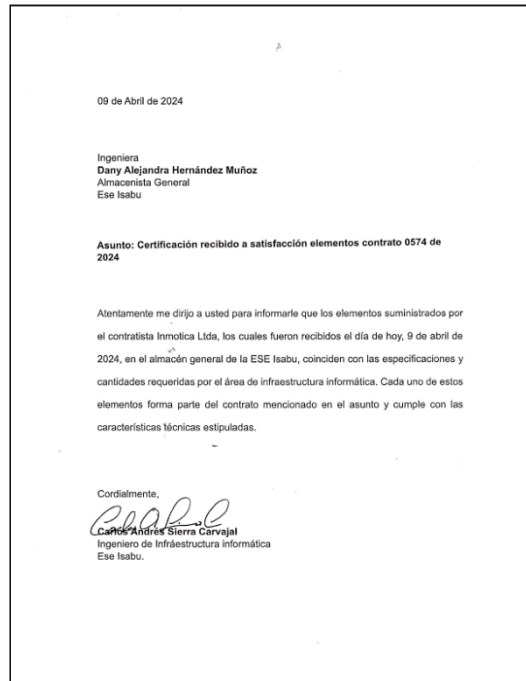 09 de Abril de 2024
Ingeniera
Dany Alejandra Hernández Muñoz
Almacenista General
Ese Isabu
Asunto: Certificación recibido a satisfacción elementos contrato 0574 de
2024
Atentamente me dirijo a usted para informarle que los elementos suministrados por
el contratista Inmotica Ltda, los cuales fueron recibidos el día de hoy, 9 de abril de
2024, en el almacén general de la ESE Isabu, coinciden con las especificaciones y
cantidades requeridas por el área de infraestructura informática. Cada uno de estos
elementos forma parte del contrato mencionado en el asunto y cumple con las
características técnicas estipuladas.
Cordialmente,
Carlos Andrés Sierra Carvajal
Ingeniero de Infraestructura informática
Ese Isabu.